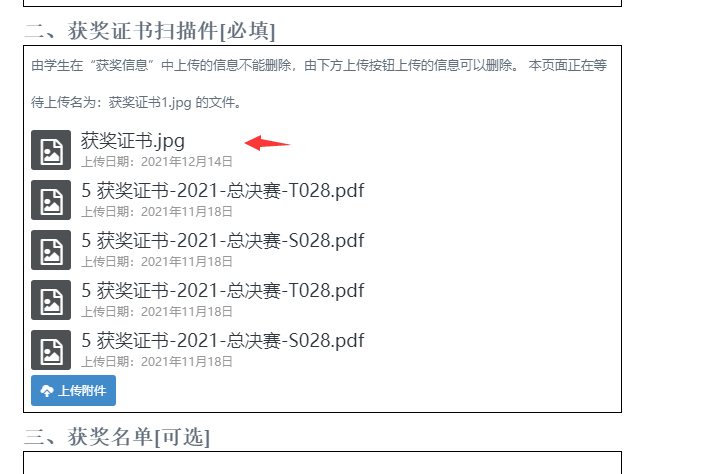 二、获奖证书扫描件[必填]
由学生在“获奖信息”中上传的信息不能删除，由下方上传按钮上传的信息可以删除。 本页面正在等
待上传名为：获奖证书1.jpg 的文件。
获奖证书.jpg
上传日期：2021年12月14日
5 获奖证书-2021-总决赛-T028.pdf
上传日期：2021年11月18日
5 获奖证书-2021-总决赛-S028.pdf
上传日期：2021年11月18日
5 获奖证书-2021-总决赛-T028.pdf
上传日期：2021年11月18日
5 获奖证书-2021-总决赛-S028.pdf
上传日期：2021年11月18日
上传附件
三、获奖名单[可选]